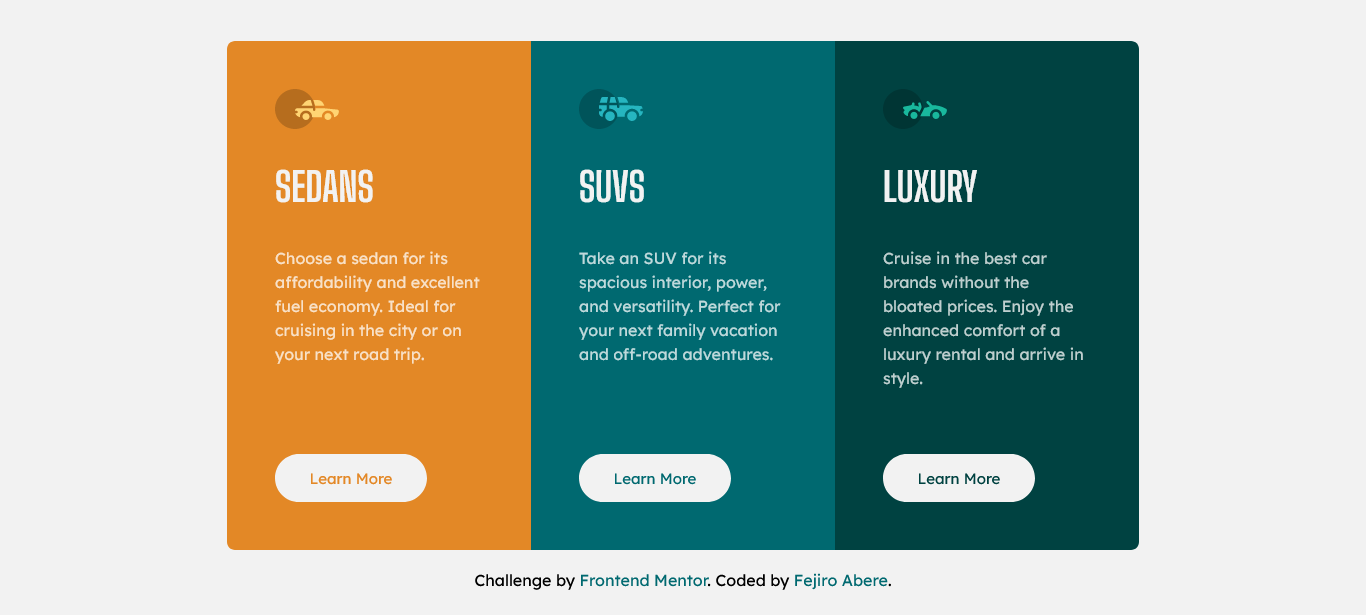 SEDANS
Choose a sedan for its
affordability and excellent
fuel economy. Ideal for
cruising in the city or on
your next road trip.
Learn More
SUVS
Take an SUV for its
spacious interior, power,
and versatility. Perfect for
your next family vacation
and off-road adventures.
Learn More
LUXURY
Cruise in the best car
brands without the
bloated prices. Enjoy the
enhanced comfort of a
luxury rental and arrive in
style.
Learn More
Challenge by Frontend Mentor. Coded by Fejiro Abere.